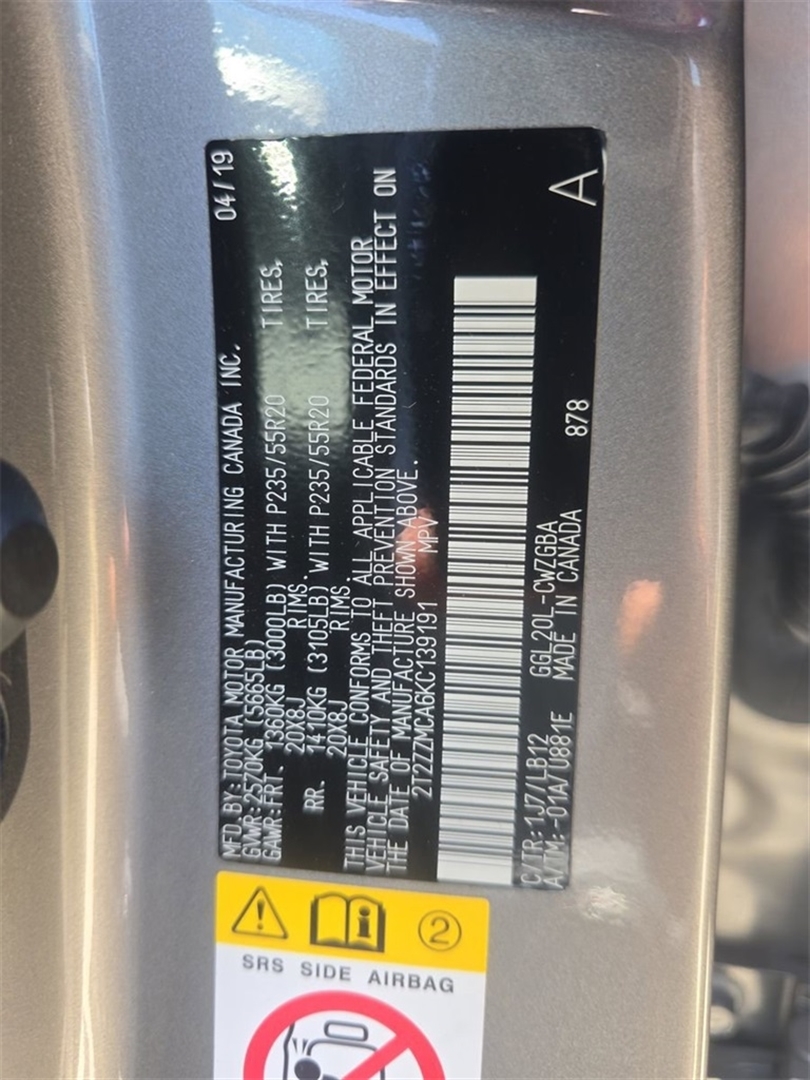 MFD.BY:TOYOTA MOTOR MANUFACTURING CANADA INC. 04/19
GVWR:2570KG (5665LB)
GAWR:FRT. 1360KG (3000LB) WITH P235/55R20 TIRES,
20X8J RIMS.
RR. 1410KG (3105LB) WITH P235/55R20 TIRES,
20X8J RIMS.
THIS VEHICLE CONFORMS TO ALL APPLICABLE FEDERAL MOTOR
VEHICLE SAFETY AND THEFT PREVENTION STANDARDS IN EFFECT ON
THE DATE OF MANUFACTURE SHOWN ABOVE.
2T2ZZMCA6KC139191 MPV
C/TR:1J7/LB12 GGL20L-CWZGBA 878 A
A/TM:-01A/U881E MADE IN CANADA
2
SRS SIDE AIRBAG